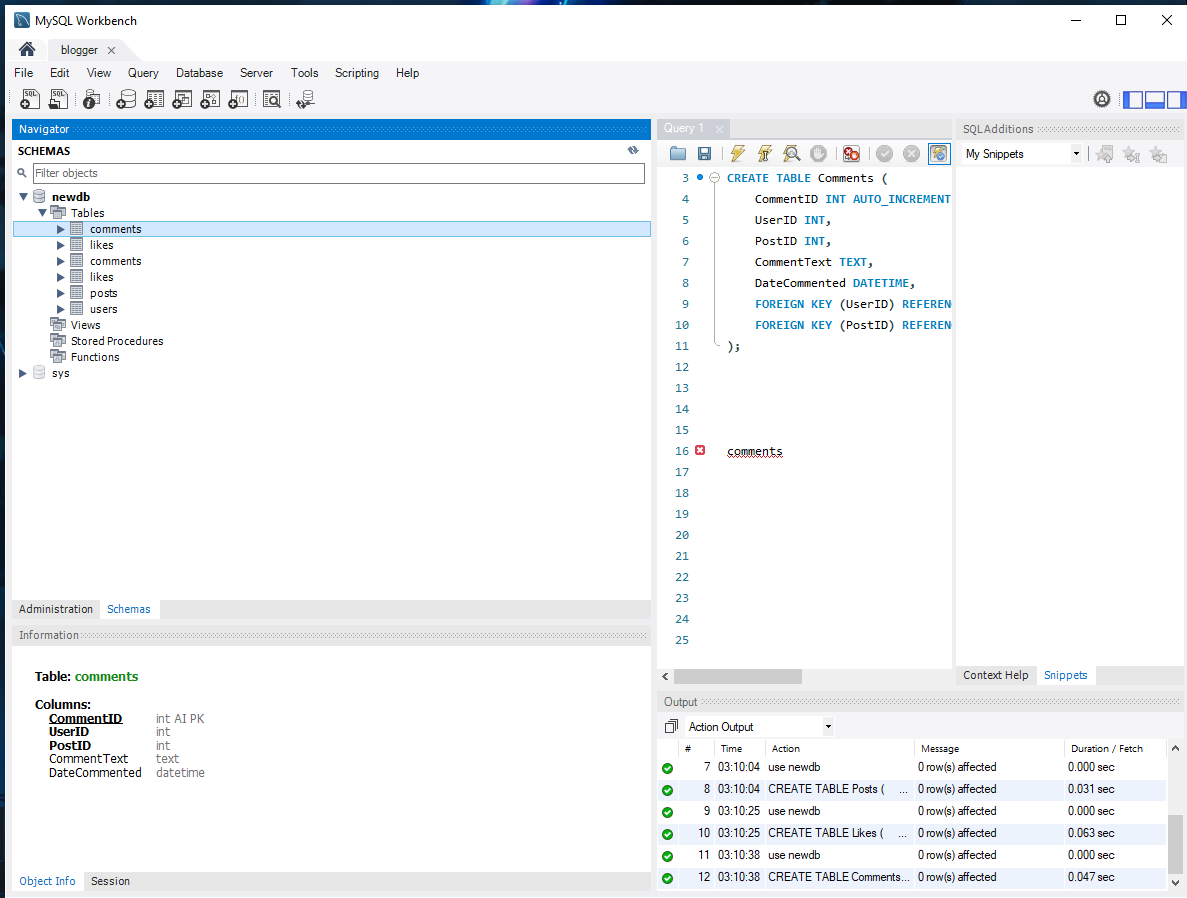 MySQL Workbench
blogger
File Edit View Query Database Server Tools Scripting Help
Navigator
SCHEMAS
Filter objects
newdb
Tables
comments
likes
comments
likes
posts
users
Views
Stored Procedures
Functions
sys
Administration Schemas
Information
Table: comments
Columns:
CommentID int AI PK
UserID int
PostID int
CommentText text
DateCommented datetime
Object Info Session
Query 1
3 CREATE TABLE Comments (
4 CommentID INT AUTO_INCREMENT
5 UserID INT,
6 PostID INT,
7 CommentText TEXT,
8 DateCommented DATETIME,
9 FOREIGN KEY (UserID) REFEREN
10 FOREIGN KEY (PostID) REFEREN
11 );
12
13
14
15
16 comments
17
18
19
20
21
22
23
24
25
SQLAdditions
My Snippets
Context Help Snippets
Output
Action Output
# Time Action Message Duration / Fetch
7 03:10:04 use newdb 0 row(s) affected 0.000 sec
8 03:10:04 CREATE TABLE Posts ( ... 0 row(s) affected 0.031 sec
9 03:10:25 use newdb 0 row(s) affected 0.000 sec
10 03:10:25 CREATE TABLE Likes ( ... 0 row(s) affected 0.063 sec
11 03:10:38 use newdb 0 row(s) affected 0.000 sec
12 03:10:38 CREATE TABLE Comments... 0 row(s) affected 0.047 sec